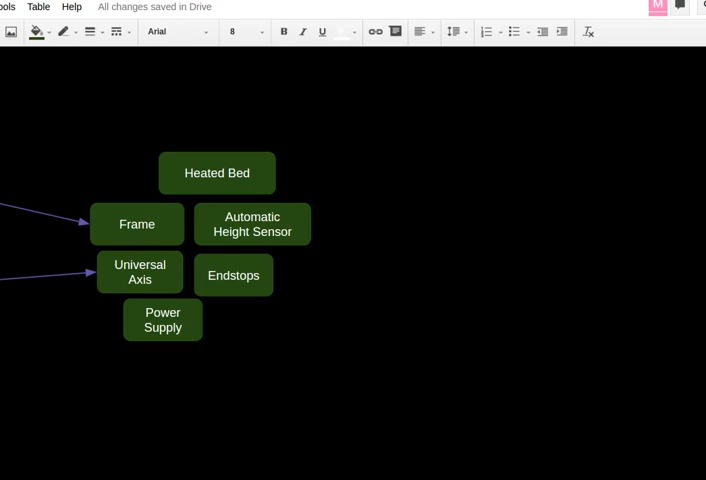 ols Table Help All changes saved in Drive
M
Arial 8 B I U
Heated Bed
Frame
Automatic
Height Sensor
Universal
Axis
Endstops
Power
Supply